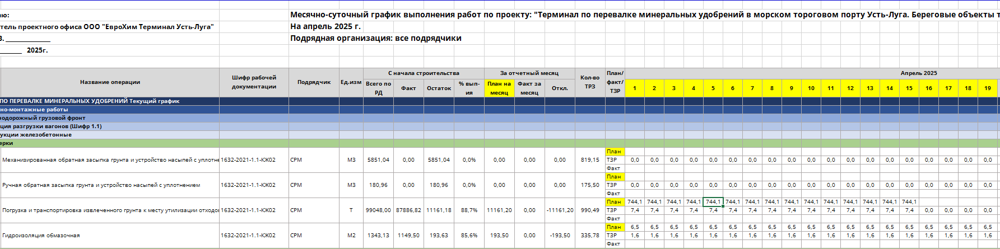 ю:
Месячно-суточный график выполнения работ по проекту: "Терминал по перевалке минеральных удобрений в морском тороговом порту Усть-Луга. Береговые объекты т
тель проектного офиса ООО "ЕвроХим Терминал Усть-Луга"
На апрель 2025 г.
З. _______________
Подрядная организация: все подрядчики
_______ 2025г.
Название операции Шифр рабочей документации Подрядчик Ед.изм С начала строительства За отчетный месяц Кол-во ТРЗ План/ факт/ ТЗР Апрель 2025
Всего по РД Факт Остаток % вып-ия План на месяц Факт за месяц Откл. 1 2 3 4 5 6 7 8 9 10 11 12 13 14 15 16 17 18 19
ПО ПЕРЕВАЛКЕ МИНЕРАЛЬНЫХ УДОБРЕНИЙ Текущий график
но-монтажные работы
нодорожный грузовой фронт
ция разгрузки вагонов (Шифр 1.1)
укции железобетонные
ерки
План
Механизированная обратная засыпка грунта и устройство насыпей с уплотне 1632-2021-1.1-КЖ02 СРМ М3 5851,04 0,00 5851,04 0,0% 0,00 0,00 0,00 819,15 ТЗР 0,0 0,0 0,0 0,0 0,0 0,0 0,0 0,0 0,0 0,0 0,0 0,0 0,0 0,0 0,0 0,0 0,0 0,0 0,0
Факт
План
Ручная обратная засыпка грунта и устройство насыпей с уплотнением 1632-2021-1.1-КЖ02 СРМ М3 180,96 0,00 180,96 0,0% 0,00 0,00 0,00 175,50 ТЗР 0,0 0,0 0,0 0,0 0,0 0,0 0,0 0,0 0,0 0,0 0,0 0,0 0,0 0,0 0,0 0,0 0,0 0,0 0,0
Факт
План 744,1 744,1 744,1 744,1 744,1 744,1 744,1 744,1 744,1 744,1 744,1 744,1 744,1 744,1 744,1
Погрузка и транспортировка извлеченного грунта к месту утилизации отходо 1632-2021-1.1-КЖ02 СРМ Т 99048,00 87886,82 11161,18 88,7% 11161,20 0,00 -11161,20 990,49 ТЗР 7,4 7,4 7,4 7,4 7,4 7,4 7,4 7,4 7,4 7,4 7,4 7,4 7,4 7,4 7,4 0,0 0,0 0,0 0,0
Факт
План 6,5 6,5 6,5 6,5 6,5 6,5 6,5 6,5 6,5 6,5 6,5 6,5 6,5 6,5 6,5 6,5 6,5 6,5 6,5
Гидроизоляция обмазочная 1632-2021-1.1-КЖ02 СРМ М2 1343,13 1149,50 193,63 85,6% 193,50 0,00 -193,50 335,78 ТЗР 1,6 1,6 1,6 1,6 1,6 1,6 1,6 1,6 1,6 1,6 1,6 1,6 1,6 1,6 1,6 1,6 1,6 1,6 1,6
Факт